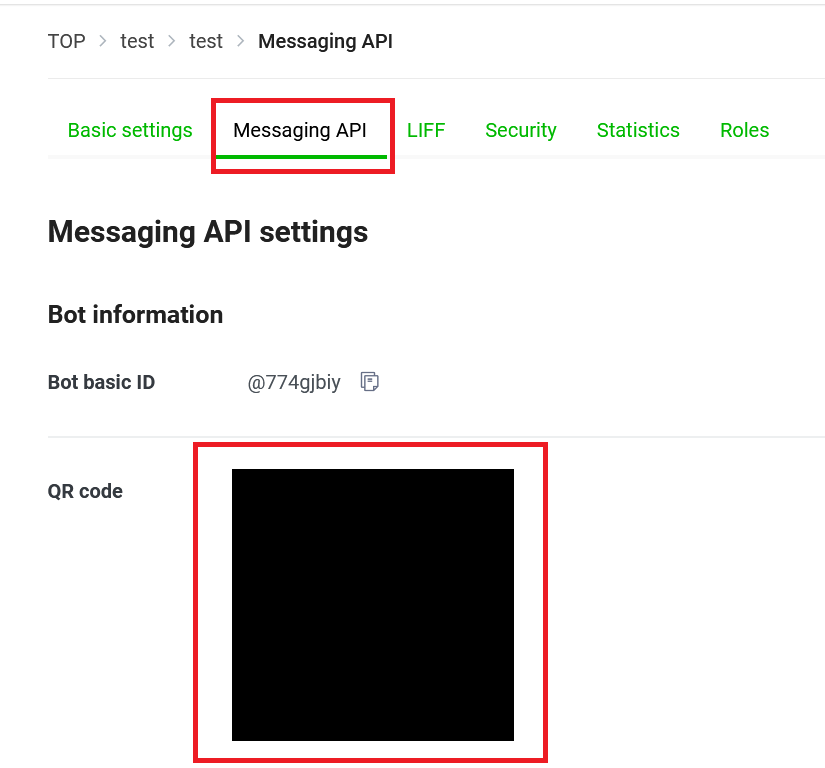 TOP > test > test > Messaging API
Basic settings Messaging API LIFF Security Statistics Roles
Messaging API settings
Bot information
Bot basic ID @774gjbiy
QR code